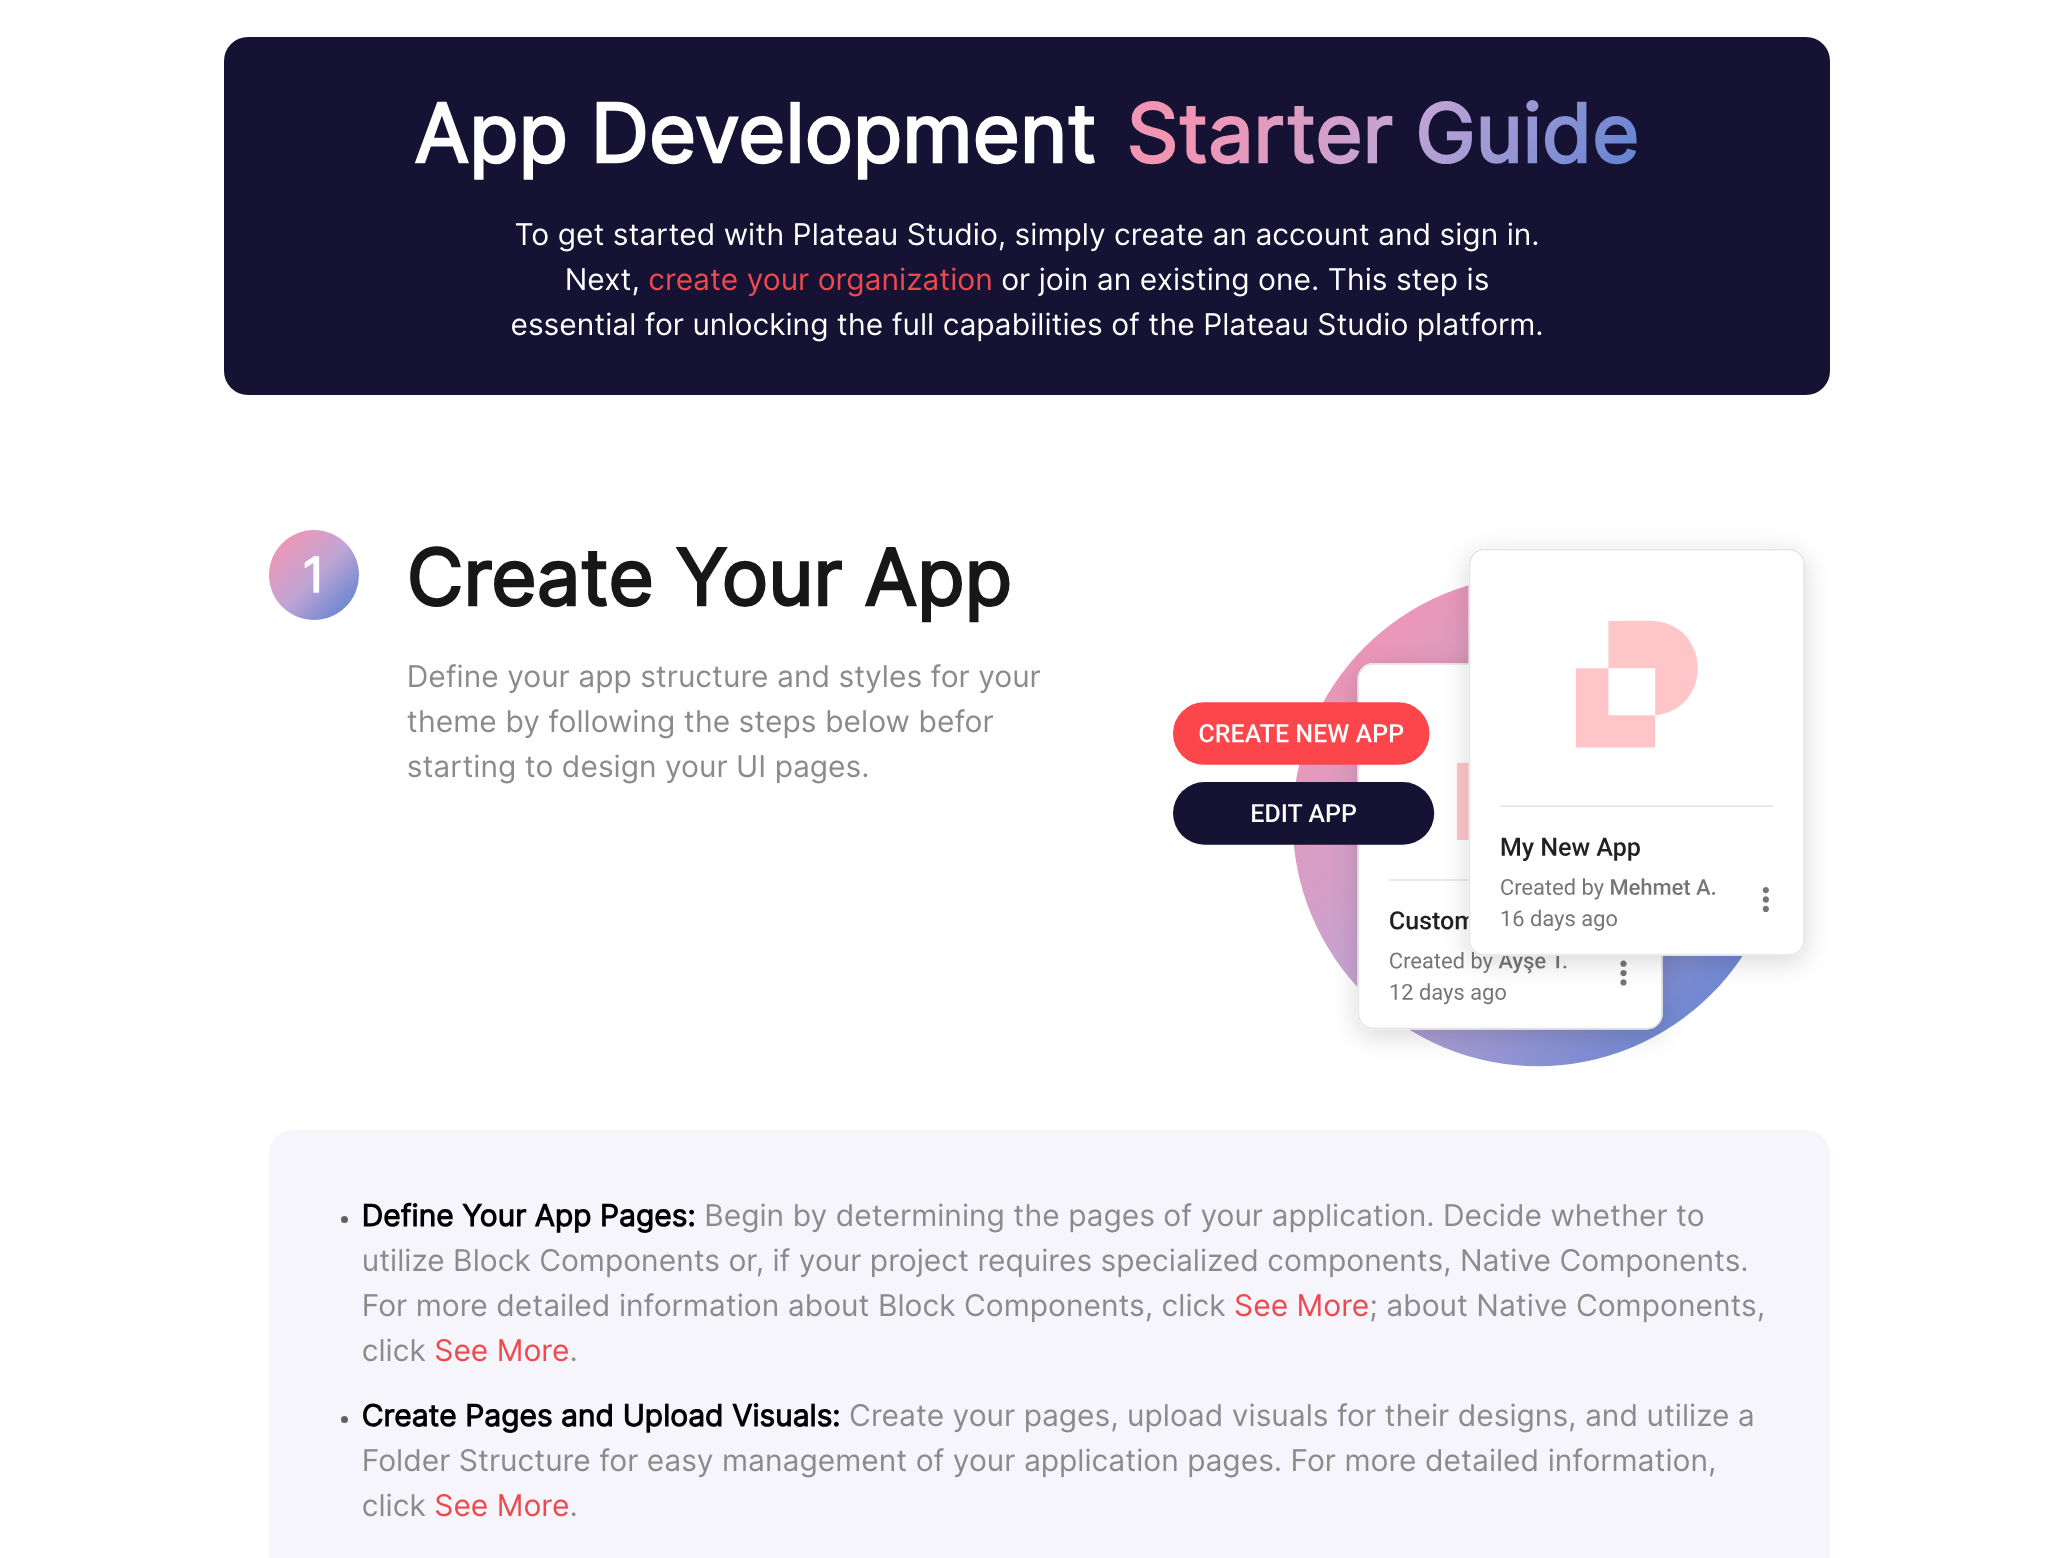 App Development Starter Guide
To get started with Plateau Studio, simply create an account and sign in.
Next, create your organization or join an existing one. This step is
essential for unlocking the full capabilities of the Plateau Studio platform.
1
Create Your App
Define your app structure and styles for your
theme by following the steps below befor
starting to design your UI pages.
CREATE NEW APP
EDIT APP
My New App
Created by Mehmet A.
16 days ago
Custom
Created by Ayşe T.
12 days ago
• Define Your App Pages: Begin by determining the pages of your application. Decide whether to
utilize Block Components or, if your project requires specialized components, Native Components.
For more detailed information about Block Components, click See More; about Native Components,
click See More.
• Create Pages and Upload Visuals: Create your pages, upload visuals for their designs, and utilize a
Folder Structure for easy management of your application pages. For more detailed information,
click See More.